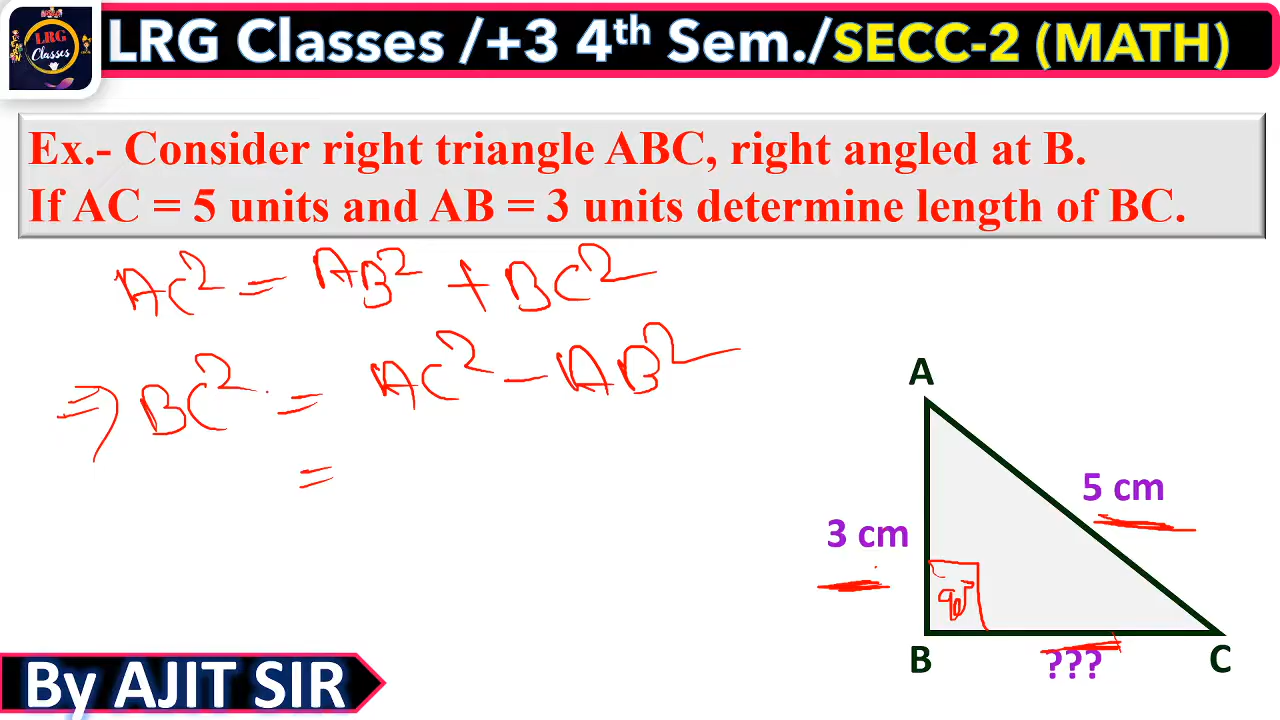 LRG Classes /+3 4th Sem./SECC-2 (MATH)
LRG
Classes
Ex.- Consider right triangle ABC, right angled at B.
If AC = 5 units and AB = 3 units determine length of BC.
AC² = AB² + BC²
⇒ BC² = AC² - AB²
=
A
5 cm
3 cm
90°
B
???
C
By AJIT SIR